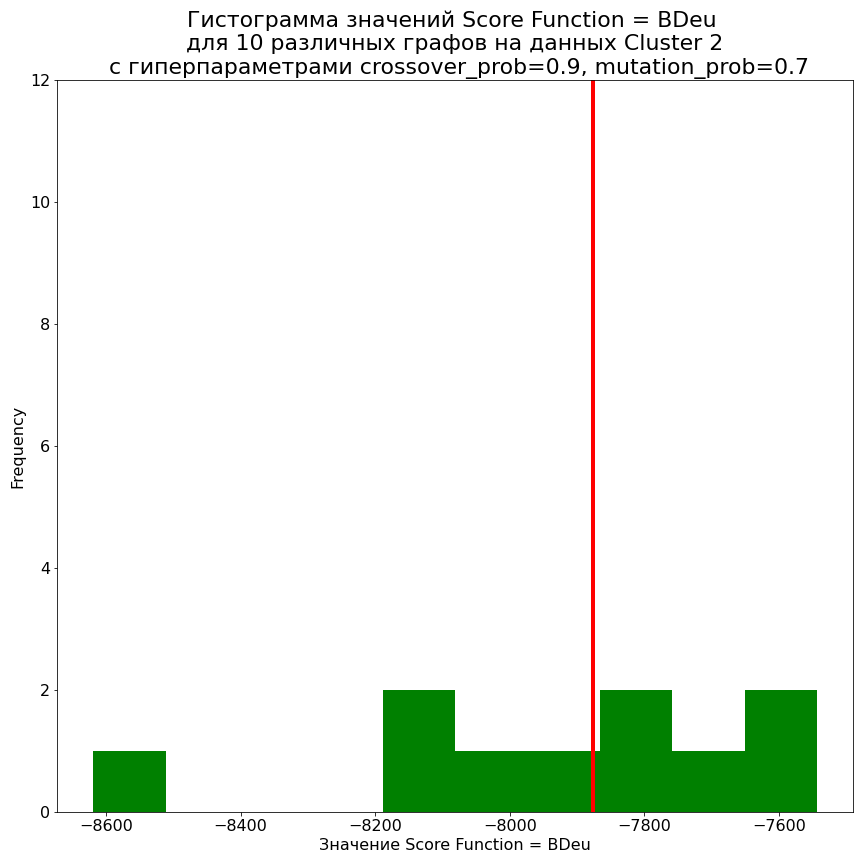 Гистограмма значений Score Function = BDeu
для 10 различных графов на данных Cluster 2
с гиперпараметрами crossover_prob=0.9, mutation_prob=0.7
12
10
8
6
4
2
0
Frequency
−8600 −8400 −8200 −8000 −7800 −7600
Значение Score Function = BDeu